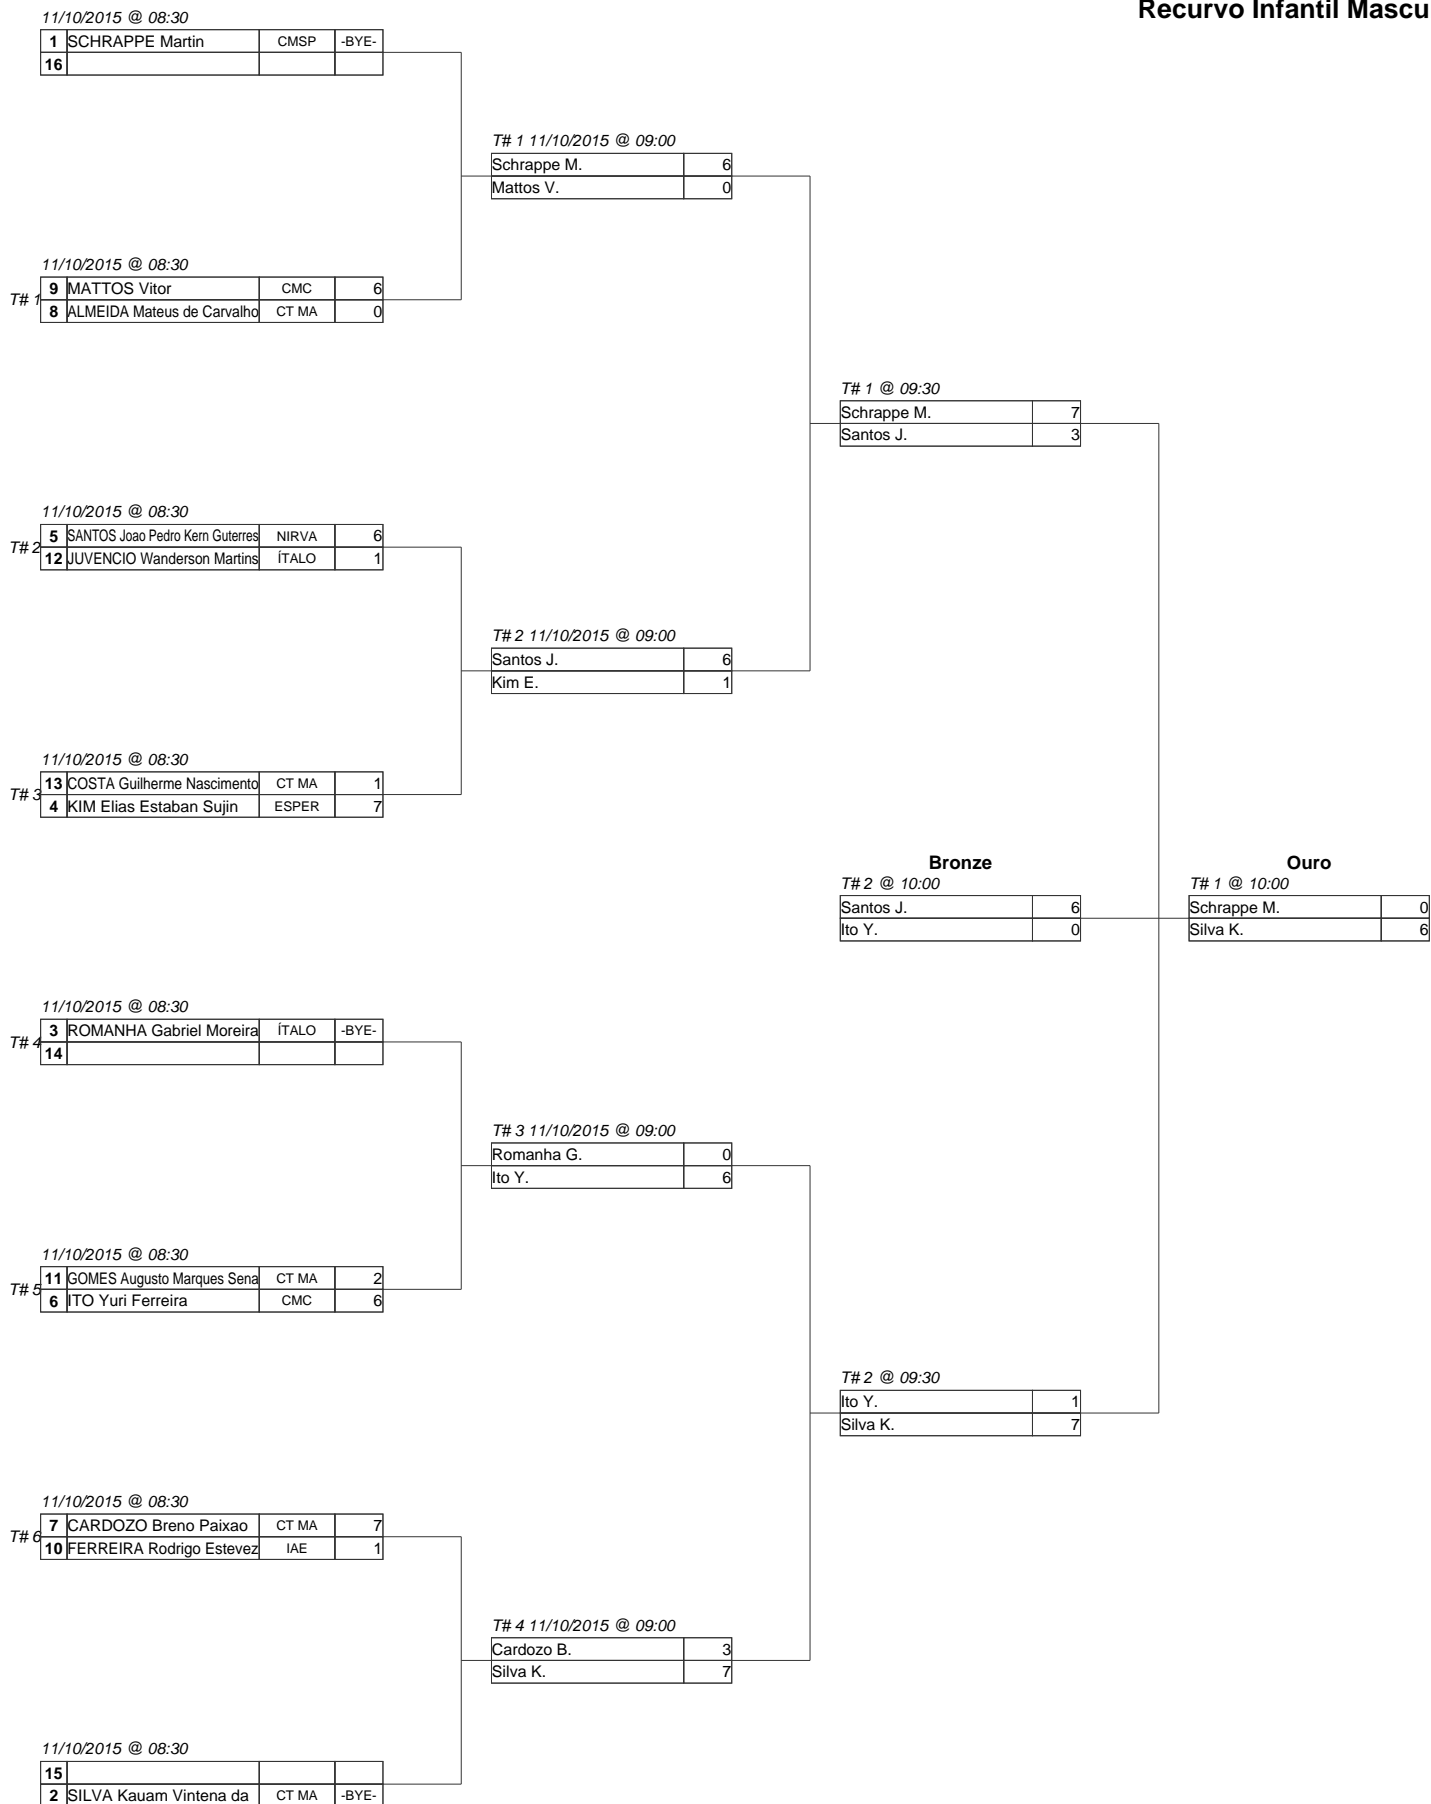 Recurvo Infantil Mascu
11/10/2015 @ 08:30
1 SCHRAPPE Martin CMSP -BYE-
16
T# 1 11/10/2015 @ 09:00
Schrappe M. 6
Mattos V. 0
11/10/2015 @ 08:30
T# 1
9 MATTOS Vitor CMC 6
8 ALMEIDA Mateus de Carvalho CT MA 0
T# 1 @ 09:30
Schrappe M. 7
Santos J. 3
11/10/2015 @ 08:30
T# 2
5 SANTOS Joao Pedro Kern Guterres NIRVA 6
12 JUVENCIO Wanderson Martins ÍTALO 1
T# 2 11/10/2015 @ 09:00
Santos J. 6
Kim E. 1
11/10/2015 @ 08:30
T# 3
13 COSTA Guilherme Nascimento CT MA 1
4 KIM Elias Estaban Sujin ESPER 7
Bronze
T# 2 @ 10:00
Santos J. 6
Ito Y. 0
Ouro
T# 1 @ 10:00
Schrappe M. 0
Silva K. 6
11/10/2015 @ 08:30
T# 4
3 ROMANHA Gabriel Moreira ÍTALO -BYE-
14
T# 3 11/10/2015 @ 09:00
Romanha G. 0
Ito Y. 6
11/10/2015 @ 08:30
T# 5
11 GOMES Augusto Marques Sena CT MA 2
6 ITO Yuri Ferreira CMC 6
T# 2 @ 09:30
Ito Y. 1
Silva K. 7
11/10/2015 @ 08:30
T# 6
7 CARDOZO Breno Paixao CT MA 7
10 FERREIRA Rodrigo Estevez IAE 1
T# 4 11/10/2015 @ 09:00
Cardozo B. 3
Silva K. 7
11/10/2015 @ 08:30
15
2 SILVA Kauam Vintena da CT MA -BYE-